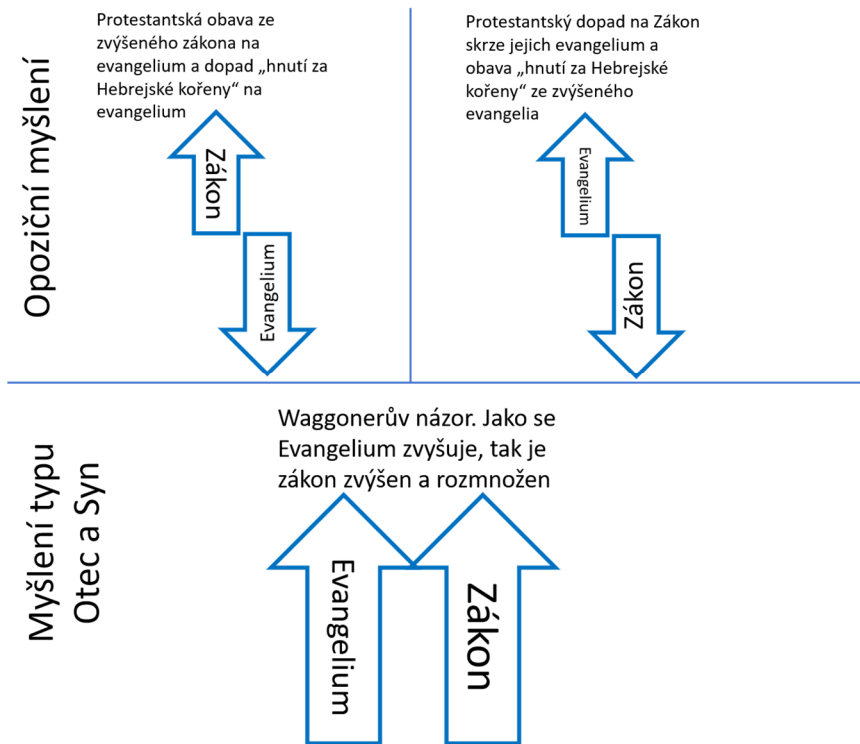 Opoziční myšlení
Protestantská obava ze
zvýšeného zákona na
evangelium a dopad „hnutí za
Hebrejské kořeny“ na
evangelium
Zákon
Evangelium
Protestantský dopad na Zákon
skrze jejich evangelium a
obava „hnutí za Hebrejské
kořeny“ ze zvýšeného
evangelia
Evangelium
Zákon
Myšlení typu
Otec a Syn
Waggonerův názor. Jako se
Evangelium zvyšuje, tak je
zákon zvýšen a rozmnožen
Evangelium
Zákon